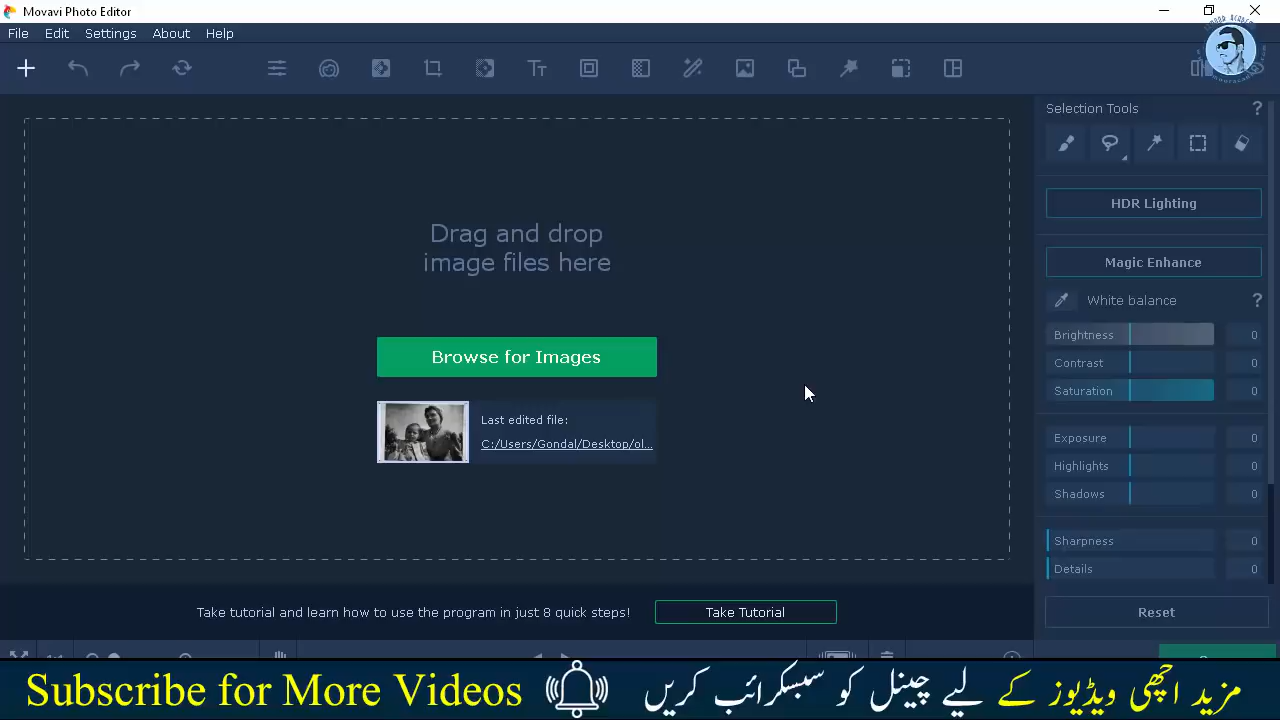 Movavi Photo Editor
File Edit Settings About Help
Selection Tools ?
HDR Lighting
Magic Enhance
White balance ?
Brightness 0
Contrast 0
Saturation 0
Exposure 0
Highlights 0
Shadows 0
Sharpness 0
Details 0
Reset
Drag and drop
image files here
Browse for Images
Last edited file:
C:/Users/Gondal/Desktop/ol...
Take tutorial and learn how to use the program in just 8 quick steps!
Take Tutorial
Subscribe for More Videos
مزید اچھی ویڈیوز کے لیے چینل کو سبسکرائب کریں